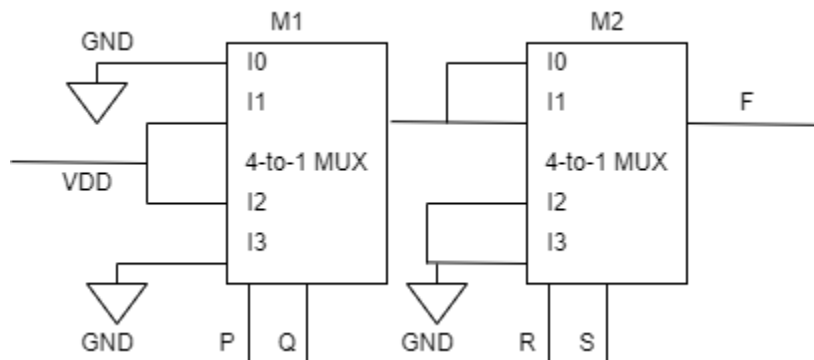 M1
M2
GND
I0
I1
4-to-1 MUX
I2
I3
VDD
GND
P
Q
I0
I1
4-to-1 MUX
I2
I3
GND
R
S
F